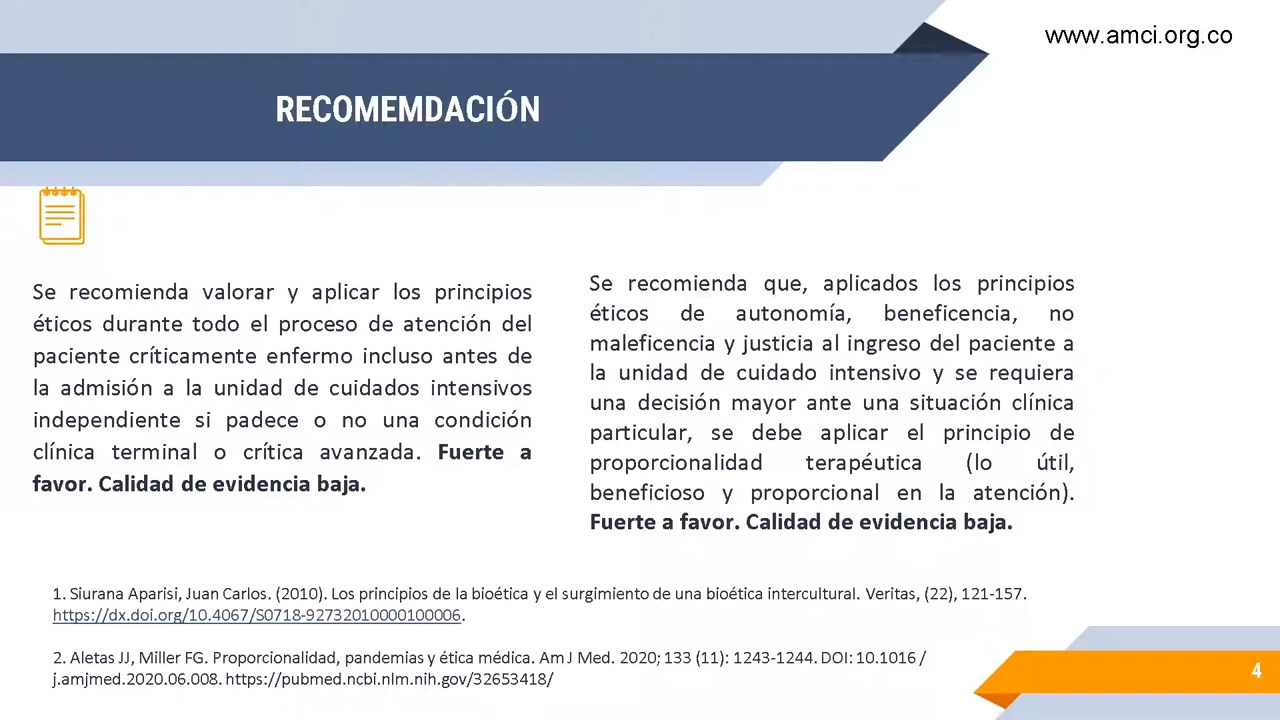 www.amci.org.co
RECOMEMDACIÓN
Se recomienda valorar y aplicar los principios
éticos durante todo el proceso de atención del
paciente críticamente enfermo incluso antes de
la admisión a la unidad de cuidados intensivos
independiente si padece o no una condición
clínica terminal o crítica avanzada. Fuerte a
favor. Calidad de evidencia baja.
Se recomienda que, aplicados los principios
éticos de autonomía, beneficencia, no
maleficencia y justicia al ingreso del paciente a
la unidad de cuidado intensivo y se requiera
una decisión mayor ante una situación clínica
particular, se debe aplicar el principio de
proporcionalidad terapéutica (lo útil,
beneficioso y proporcional en la atención).
Fuerte a favor. Calidad de evidencia baja.
1. Siurana Aparisi, Juan Carlos. (2010). Los principios de la bioética y el surgimiento de una bioética intercultural. Veritas, (22), 121-157.
https://dx.doi.org/10.4067/S0718-92732010000100006.
2. Aletas JJ, Miller FG. Proporcionalidad, pandemias y ética médica. Am J Med. 2020; 133 (11): 1243-1244. DOI: 10.1016 /
j.amjmed.2020.06.008. https://pubmed.ncbi.nlm.nih.gov/32653418/
4